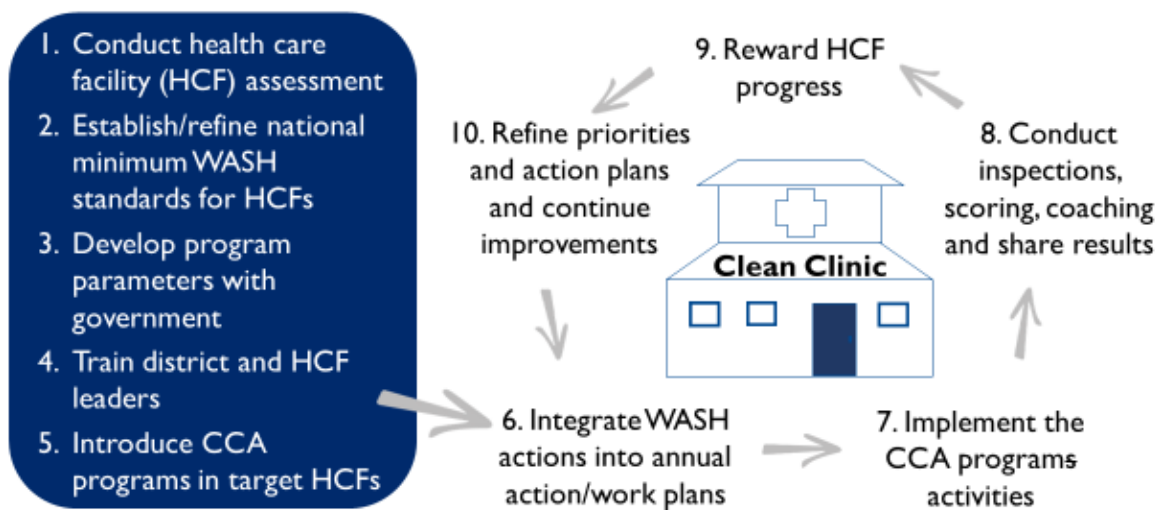 1. Conduct health care
facility (HCF) assessment
2. Establish/refine national
minimum WASH
standards for HCFs
3. Develop program
parameters with
government
4. Train district and HCF
leaders
5. Introduce CCA
programs in target HCFs
6. Integrate WASH
actions into annual
action/work plans
7. Implement the
CCA programs
activities
8. Conduct
inspections,
scoring, coaching
and share results
9. Reward HCF
progress
10. Refine priorities
and action plans
and continue
improvements
Clean Clinic